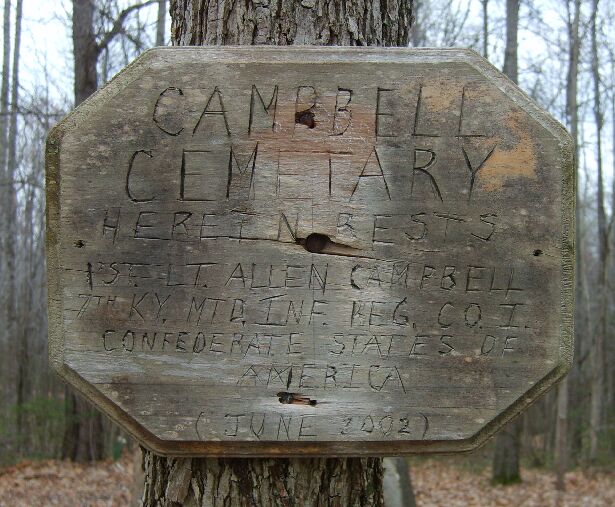 CAMPBELL
CEMETARY
HEREIN RESTS
1ST. LT. ALLEN CAMPBELL
7TH KY. MTD. INF. REG. CO. I.
CONFEDERATE STATES OF
AMERICA
(JUNE 2002)